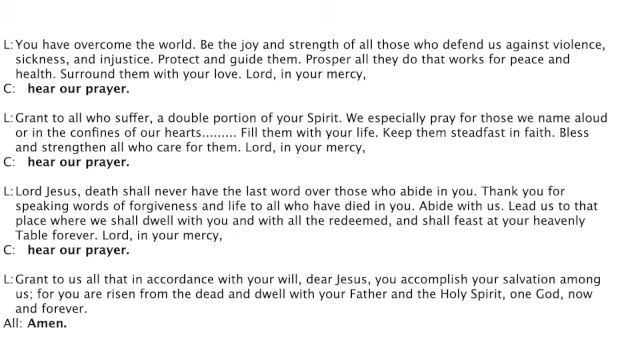 L: You have overcome the world. Be the joy and strength of all those who defend us against violence,
sickness, and injustice. Protect and guide them. Prosper all they do that works for peace and
health. Surround them with your love. Lord, in your mercy,
C: hear our prayer.
L: Grant to all who suffer, a double portion of your Spirit. We especially pray for those we name aloud
or in the confines of our hearts......... Fill them with your life. Keep them steadfast in faith. Bless
and strengthen all who care for them. Lord, in your mercy,
C: hear our prayer.
L: Lord Jesus, death shall never have the last word over those who abide in you. Thank you for
speaking words of forgiveness and life to all who have died in you. Abide with us. Lead us to that
place where we shall dwell with you and with all the redeemed, and shall feast at your heavenly
Table forever. Lord, in your mercy,
C: hear our prayer.
L: Grant to us all that in accordance with your will, dear Jesus, you accomplish your salvation among
us; for you are risen from the dead and dwell with your Father and the Holy Spirit, one God, now
and forever.
All: Amen.